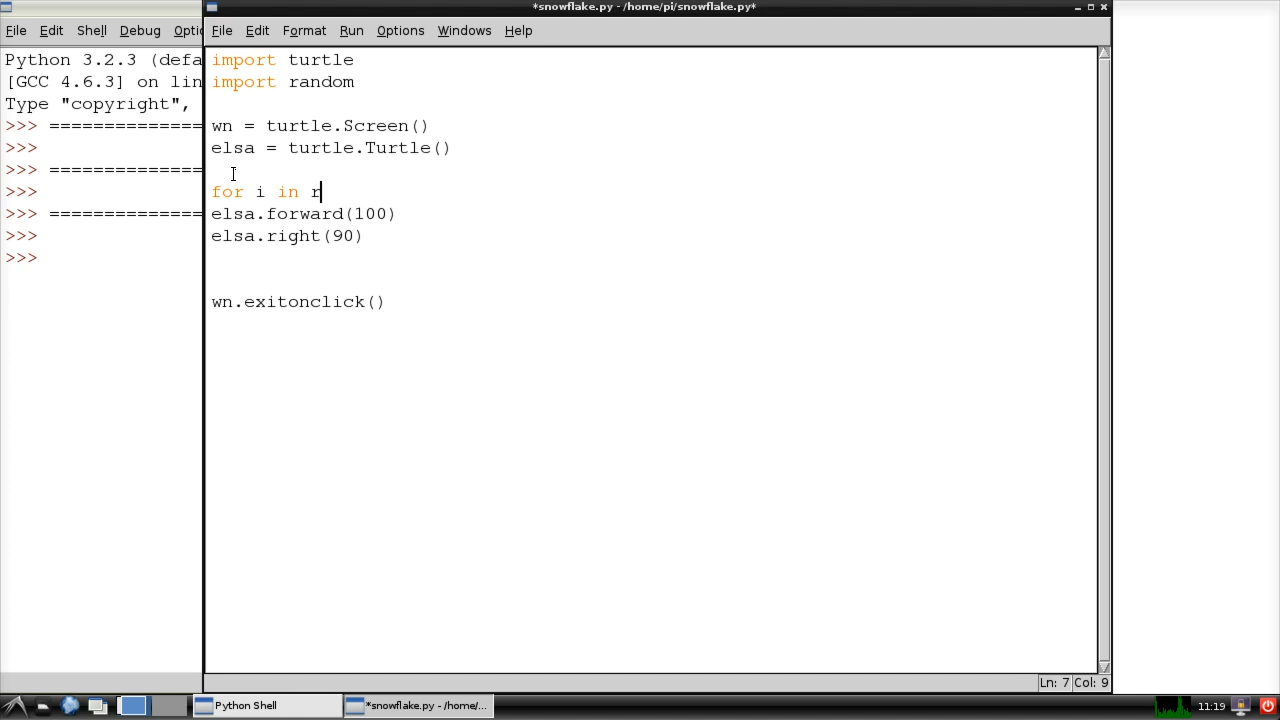 *snowflake.py - /home/pi/snowflake.py*
File Edit Shell Debug Optio
Python 3.2.3 (defa
[GCC 4.6.3] on lin
Type "copyright",
>>> ==============
>>>
>>> ==============
>>>
>>> ==============
>>>
>>>
File Edit Format Run Options Windows Help
import turtle
import random
wn = turtle.Screen()
elsa = turtle.Turtle()
for i in r
elsa.forward(100)
elsa.right(90)
wn.exitonclick()
Ln: 7 Col: 9
Python Shell
*snowflake.py - /home/...
11:19